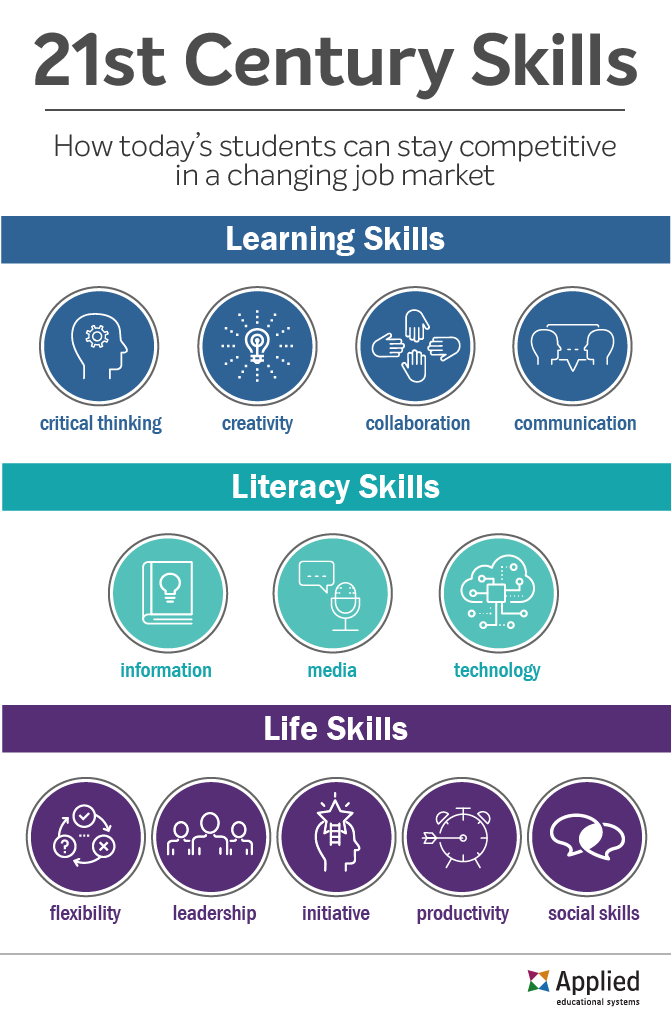 21st Century Skills
How today's students can stay competitive
in a changing job market
Learning Skills
critical thinking
creativity
collaboration
communication
Literacy Skills
information
media
technology
Life Skills
?
flexibility
leadership
initiative
productivity
social skills
Applied
educational systems